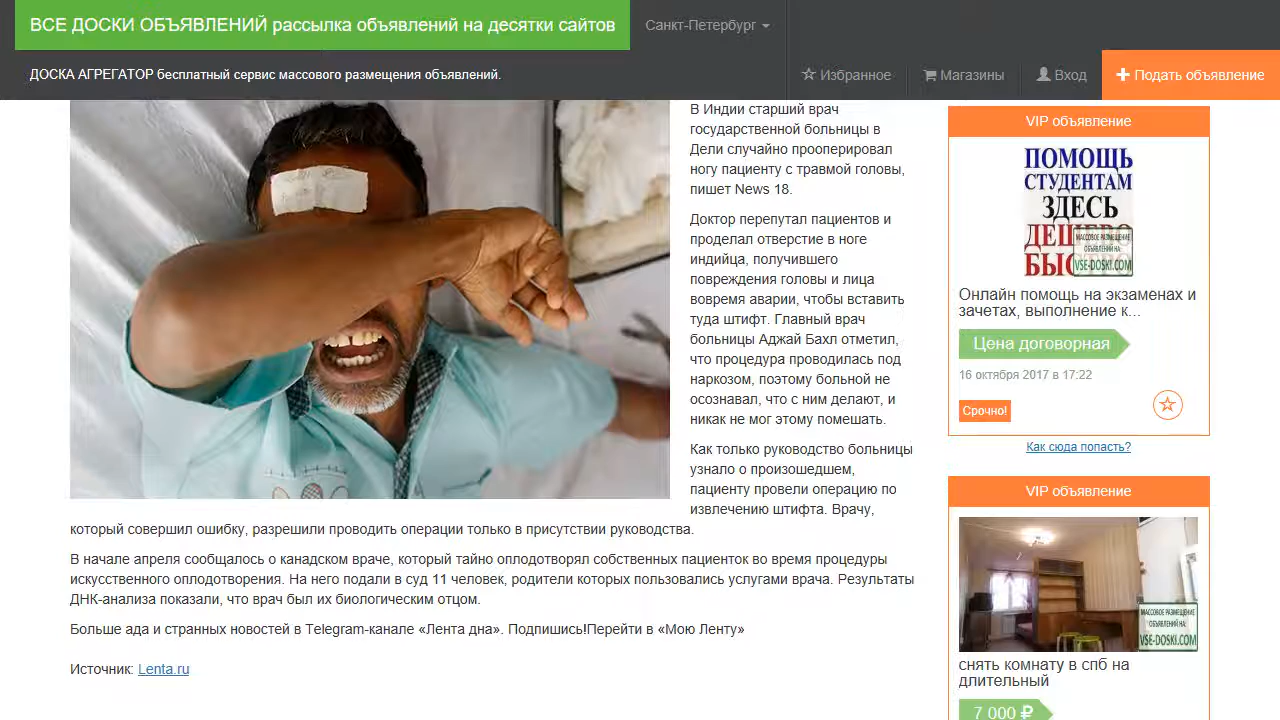 ВСЕ ДОСКИ ОБЪЯВЛЕНИЙ рассылка объявлений на десятки сайтов
Санкт-Петербург
ДОСКА АГРЕГАТОР бесплатный сервис массового размещения объявлений.
Избранное
Магазины
Вход
Подать объявление
В Индии старший врач
государственной больницы в
Дели случайно прооперировал
ногу пациенту с травмой головы,
пишет News 18.
Доктор перепутал пациентов и
проделал отверстие в ноге
индийца, получившего
повреждения головы и лица
вовремя аварии, чтобы вставить
туда штифт. Главный врач
больницы Аджай Бахл отметил,
что процедура проводилась под
наркозом, поэтому больной не
осознавал, что с ним делают, и
никак не мог этому помешать.
Как только руководство больницы
узнало о произошедшем,
пациенту провели операцию по
извлечению штифта. Врачу,
который совершил ошибку, разрешили проводить операции только в присутствии руководства.
В начале апреля сообщалось о канадском враче, который тайно оплодотворял собственных пациенток во время процедуры
искусственного оплодотворения. На него подали в суд 11 человек, родители которых пользовались услугами врача. Результаты
ДНК-анализа показали, что врач был их биологическим отцом.
Больше ада и странных новостей в Telegram-канале «Лента дна». Подпишись!Перейти в «Мою Ленту»
Источник: Lenta.ru
VIP объявление
ПОМОЩЬ
СТУДЕНТАМ
ЗДЕСЬ
МАССОВОЕ РАЗМЕЩЕНИЕ
ОБЪЯВЛЕНИЙ НА:
VSE-DOSKI.COM
Онлайн помощь на экзаменах и
зачетах, выполнение к...
Цена договорная
16 октября 2017 в 17:22
Срочно!
Как сюда попасть?
VIP объявление
МАССОВОЕ РАЗМЕЩЕНИЕ
ОБЪЯВЛЕНИЙ НА:
VSE-DOSKI.COM
снять комнату в спб на
длительный
7 000 ₽